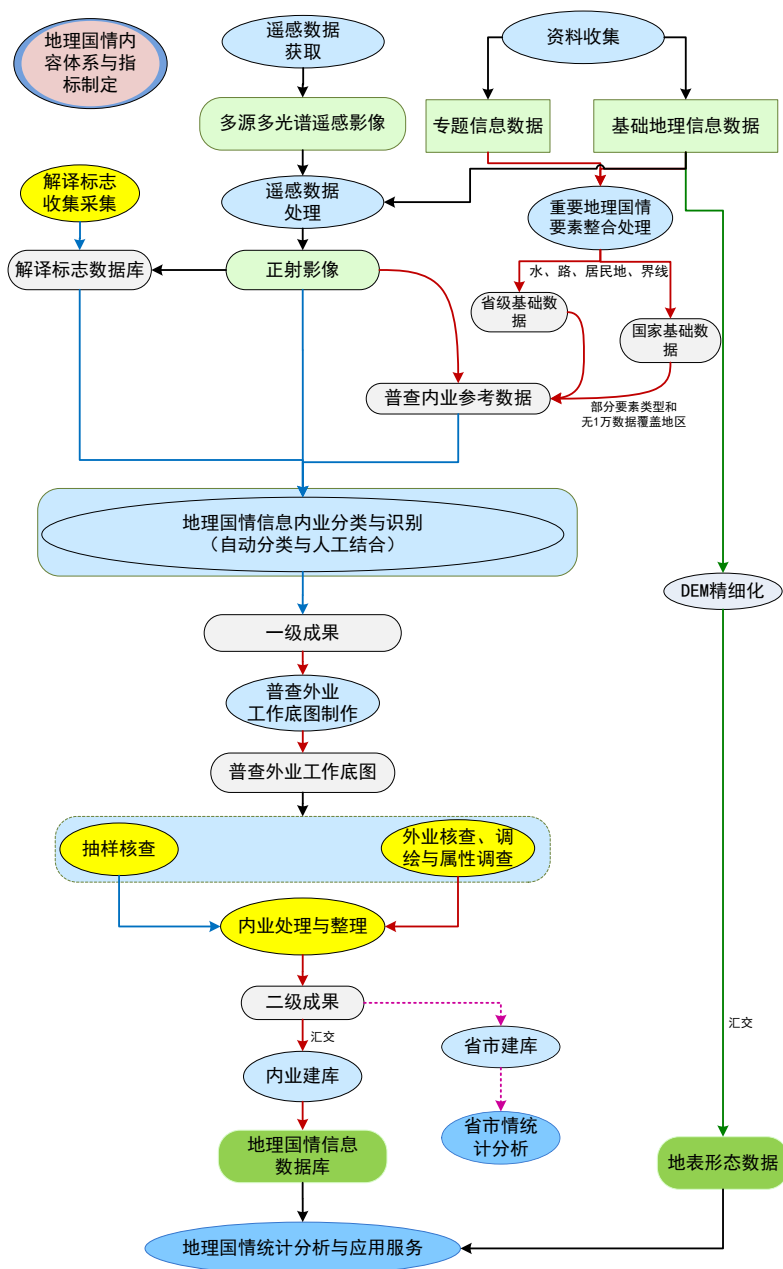 地理国情内
容体系与指
标制定
遥感数据
获取
资料收集
多源多光谱遥感影像
专题信息数据
基础地理信息数据
解译标志
收集采集
遥感数据
处理
重要地理国情
要素整合处理
解译标志数据库
正射影像
水、路、居民地、界线
省级基础数
据
国家基础数
据
普查内业参考数据
部分要素类型和
无1万数据覆盖地区
地理国情信息内业分类与识别
（自动分类与人工结合）
DEM精细化
一级成果
普查外业
工作底图制作
普查外业工作底图
抽样核查
外业核查、调
绘与属性调查
内业处理与整理
二级成果
汇交
汇交
省市建库
内业建库
省市情统
计分析
地理国情信息
数据库
地表形态数据
地理国情统计分析与应用服务